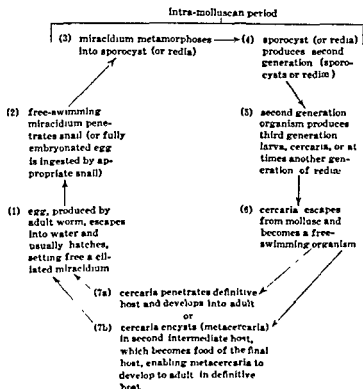 Intra-molluscan period
(3) miracidium metamorphoses
into sporocyst (or redia)
(4) sporocyst (or redia)
produces second
generation (sporo-
cysts or rediæ)
(2) free-swimming
miracidium pene-
trates snail (or fully
embryonated egg
is ingested by ap-
propriate snail)
(5) second generation
organism produces
third generation
larva, cercaria, or at
times another gen-
eration of rediæ
(1) egg, produced by
adult worm, escapes
into water and
usually hatches,
setting free a cil-
iated miracidium
(6) cercaria escapes
from mollusc and
becomes a free-
swimming organism
(7a) cercaria penetrates definitive
host and develops into adult
or
(7b) cercaria encysts (metacercaria)
in second intermediate host,
which becomes food of the final
host, enabling metacercaria to
develop to adult in definitive
host